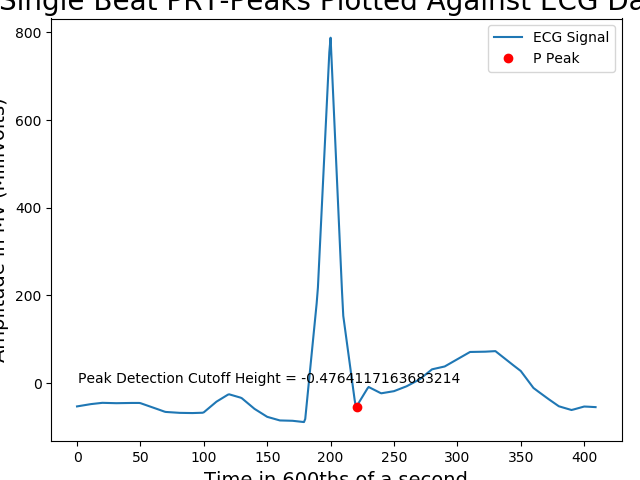 Single Beat PRT-Peaks Plotted Against ECG Da
ECG Signal
P Peak
800
600
400
200
0
Amplitude in MV (Millivolts)
Peak Detection Cutoff Height = -0.4764117163683214
0 50 100 150 200 250 300 350 400
Time in 600ths of a second